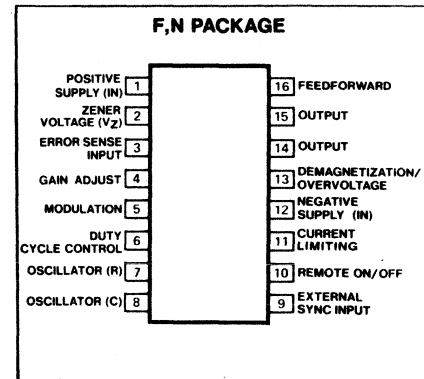 F,N PACKAGE
POSITIVE
SUPPLY (IN) 1
ZENER
VOLTAGE (VZ) 2
ERROR SENSE
INPUT 3
GAIN ADJUST 4
MODULATION 5
DUTY
CYCLE CONTROL 6
OSCILLATOR (R) 7
OSCILLATOR (C) 8
16 FEEDFORWARD
15 OUTPUT
14 OUTPUT
13 DEMAGNETIZATION/
OVERVOLTAGE
12 NEGATIVE
SUPPLY (IN)
11 CURRENT
LIMITING
10 REMOTE ON/OFF
9 EXTERNAL
SYNC INPUT